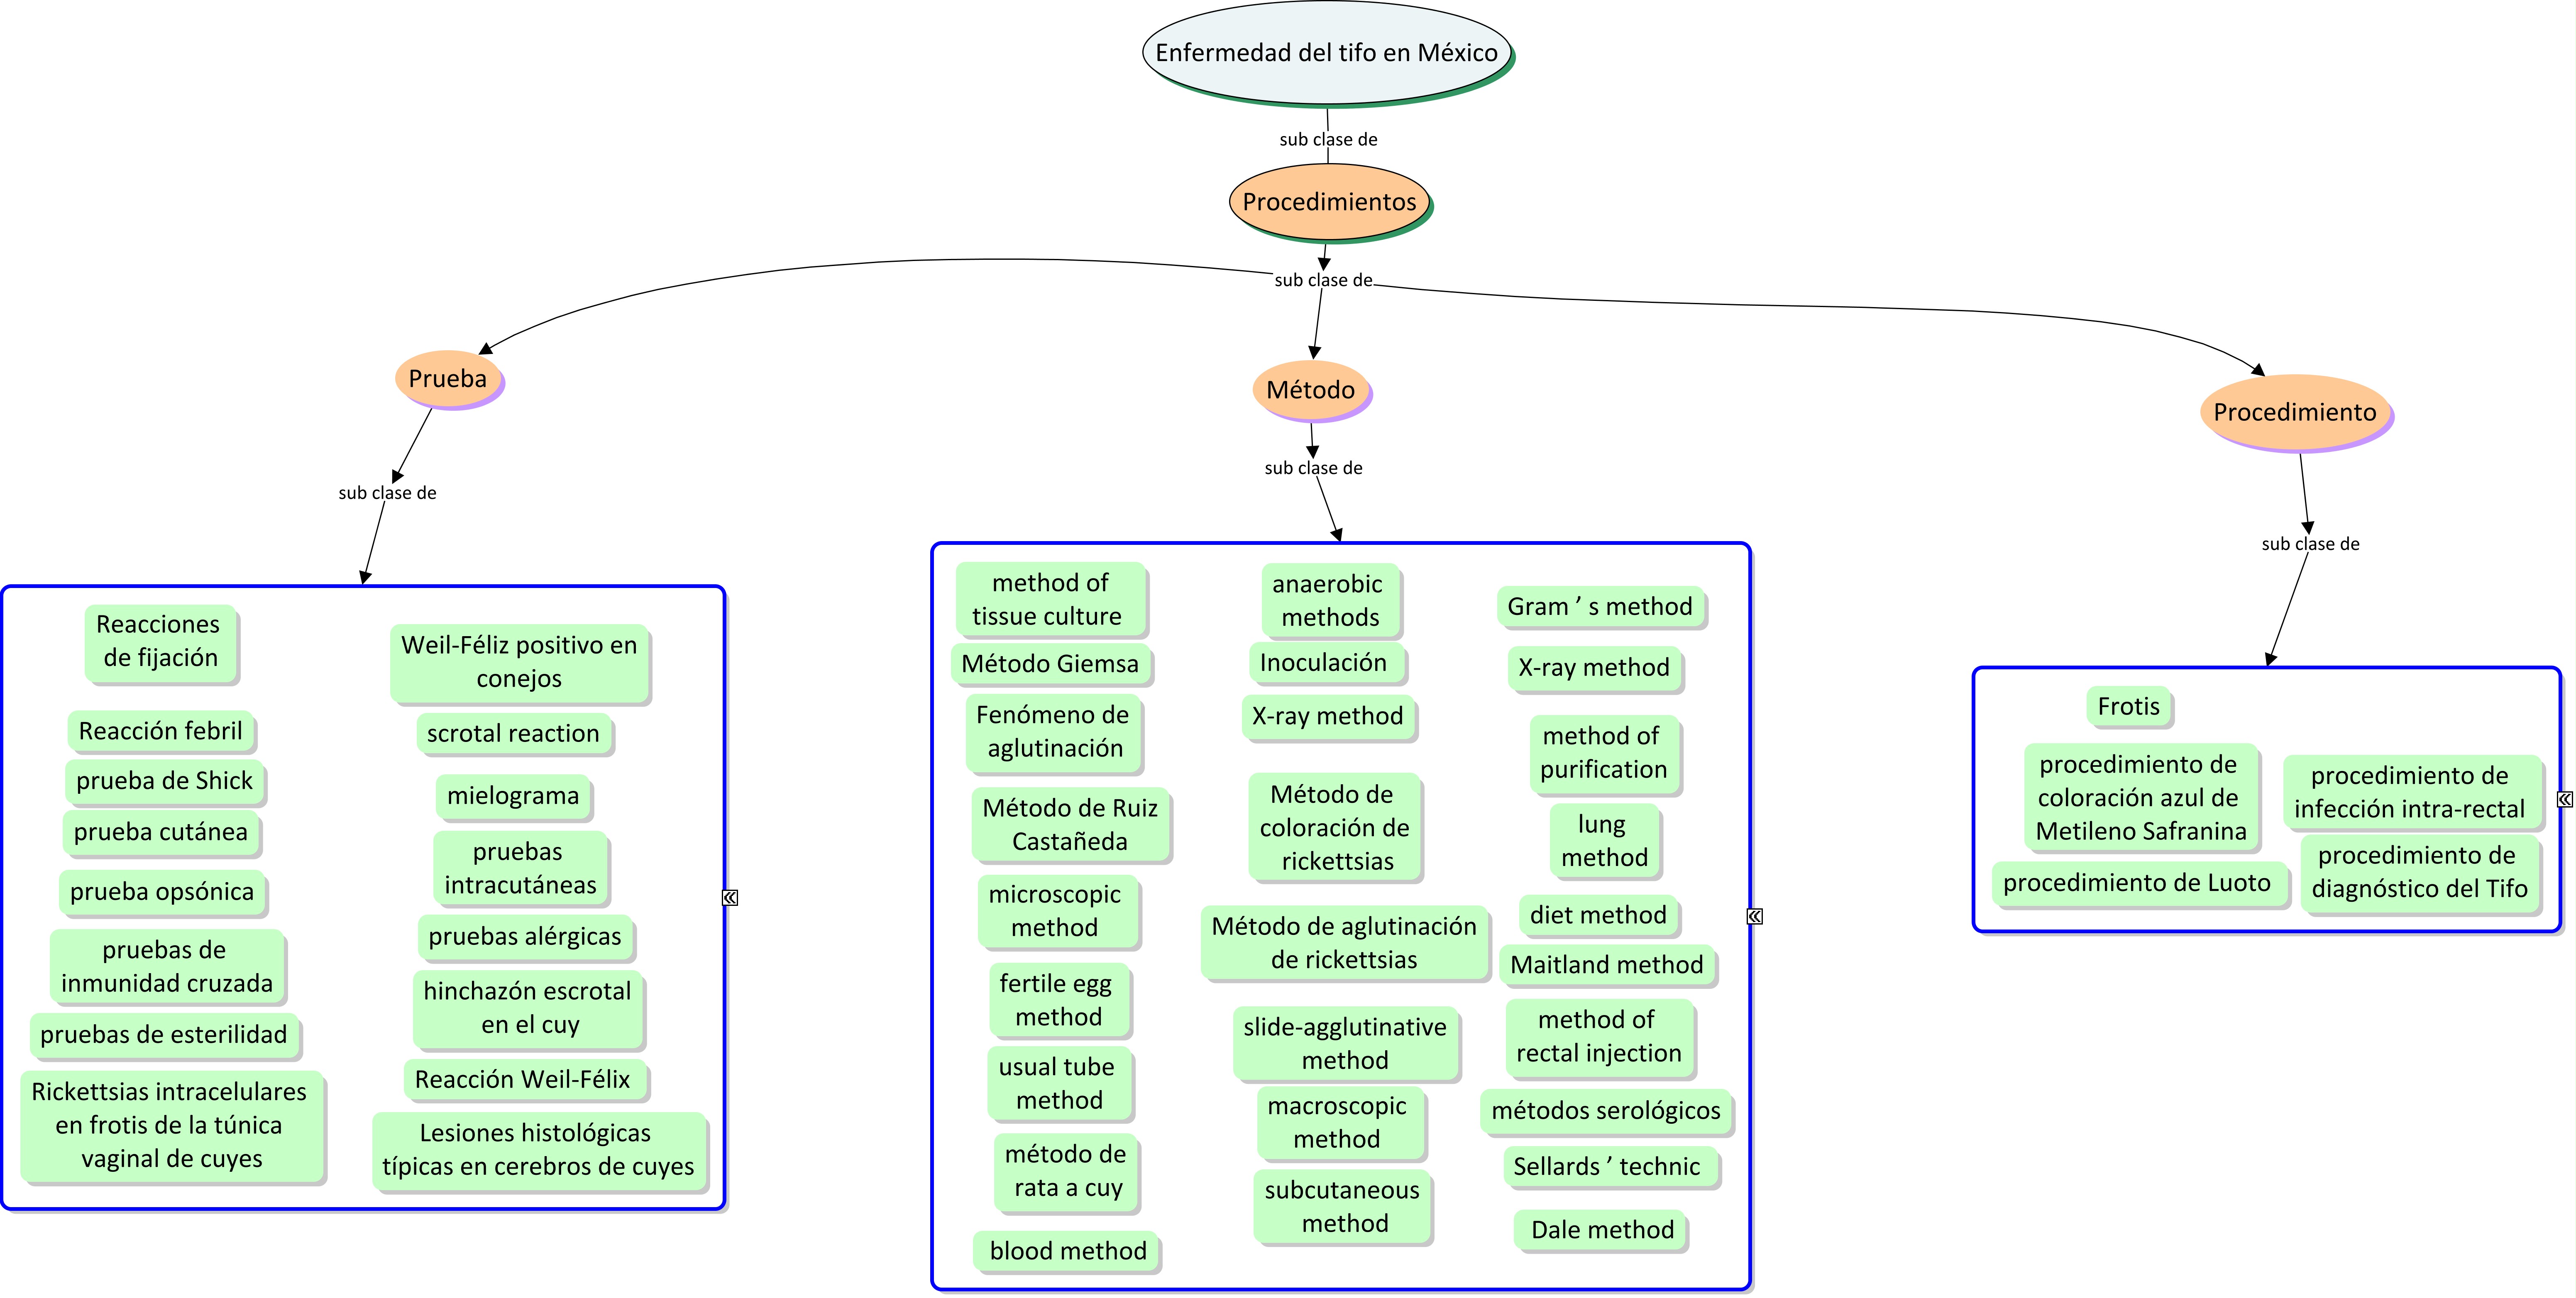 Enfermedad del tifo en México
sub clase de
Procedimientos
sub clase de
Prueba
Método
Procedimiento
sub clase de
sub clase de
sub clase de
Reacciones
de fijación
Reacción febril
prueba de Shick
prueba cutánea
prueba opsónica
pruebas de
inmunidad cruzada
pruebas de esterilidad
Rickettsias intracelulares
en frotis de la túnica
vaginal de cuyes
Weil-Féliz positivo en
conejos
scrotal reaction
mielograma
pruebas
intracutáneas
pruebas alérgicas
hinchazón escrotal
en el cuy
Reacción Weil-Félix
Lesiones histológicas
típicas en cerebros de cuyes
method of
tissue culture
Método Giemsa
Fenómeno de
aglutinación
Método de Ruiz
Castañeda
microscopic
method
fertile egg
method
usual tube
method
método de
rata a cuy
blood method
anaerobic
methods
Inoculación
X-ray method
Método de
coloración de
rickettsias
Método de aglutinación
de rickettsias
slide-agglutinative
method
macroscopic
method
subcutaneous
method
Gram ’ s method
X-ray method
method of
purification
lung
method
diet method
Maitland method
method of
rectal injection
métodos serológicos
Sellards ’ technic
Dale method
Frotis
procedimiento de
coloración azul de
Metileno Safranina
procedimiento de Luoto
procedimiento de
infección intra-rectal
procedimiento de
diagnóstico del Tifo